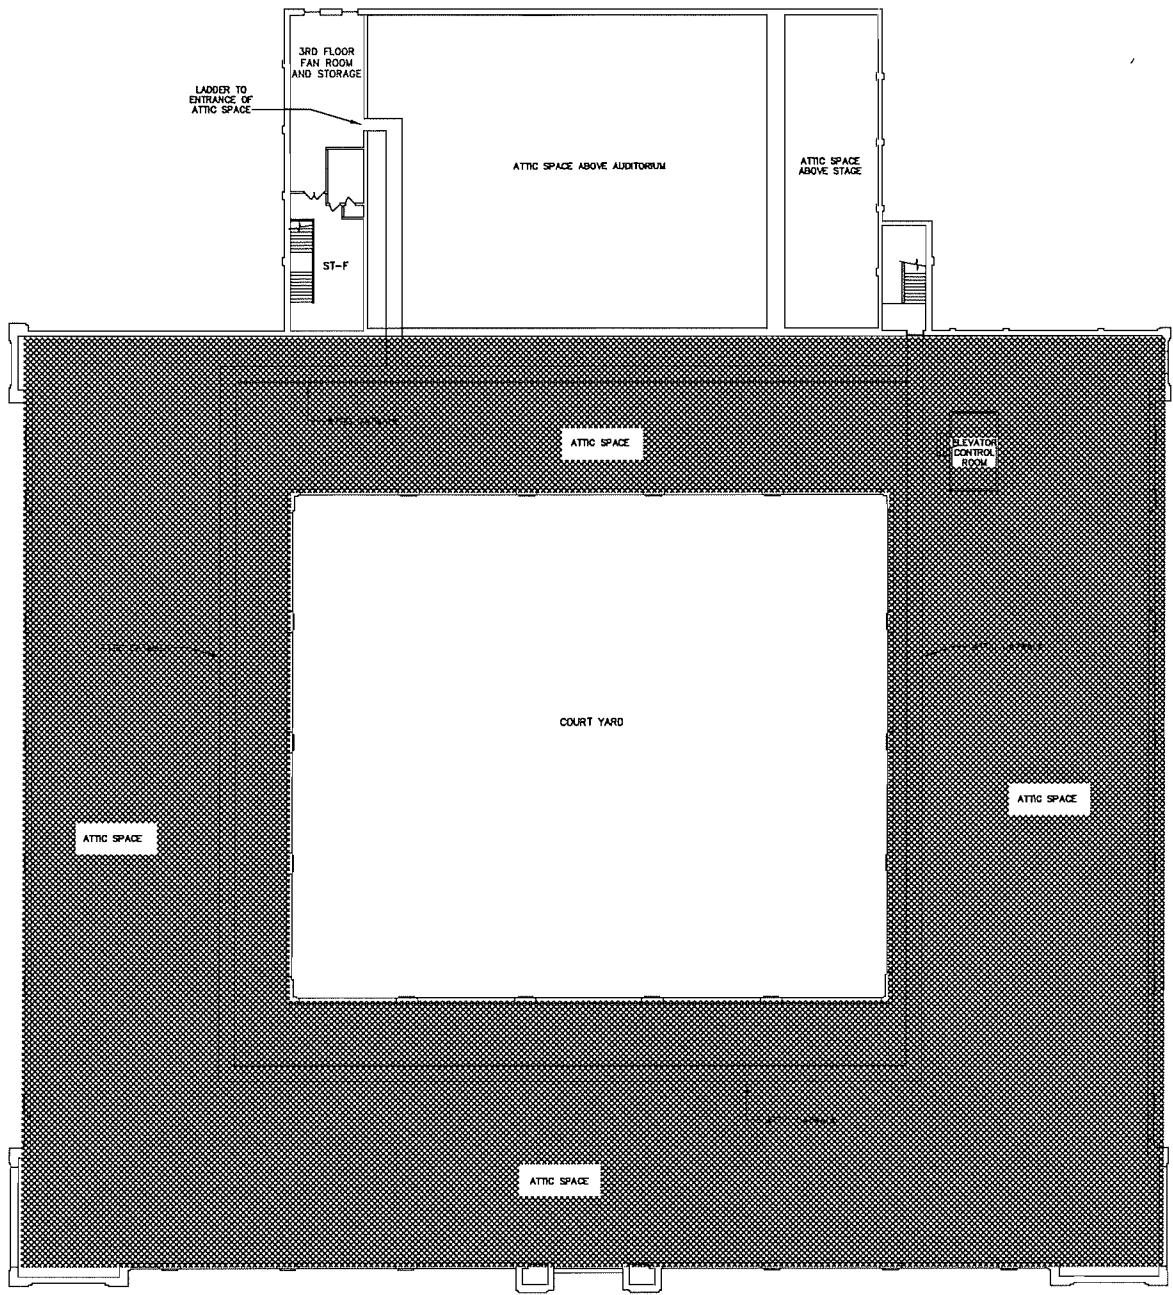 3RD FLOOR
FAN ROOM
AND STORAGE
LADDER TO
ENTRANCE OF
ATTIC SPACE
ATTIC SPACE ABOVE AUDITORIUM
ATTIC SPACE
ABOVE STAGE
ST-F
ATTIC SPACE
ELEVATOR
CONTROL
ROOM
COURT YARD
ATTIC SPACE
ATTIC SPACE
ATTIC SPACE